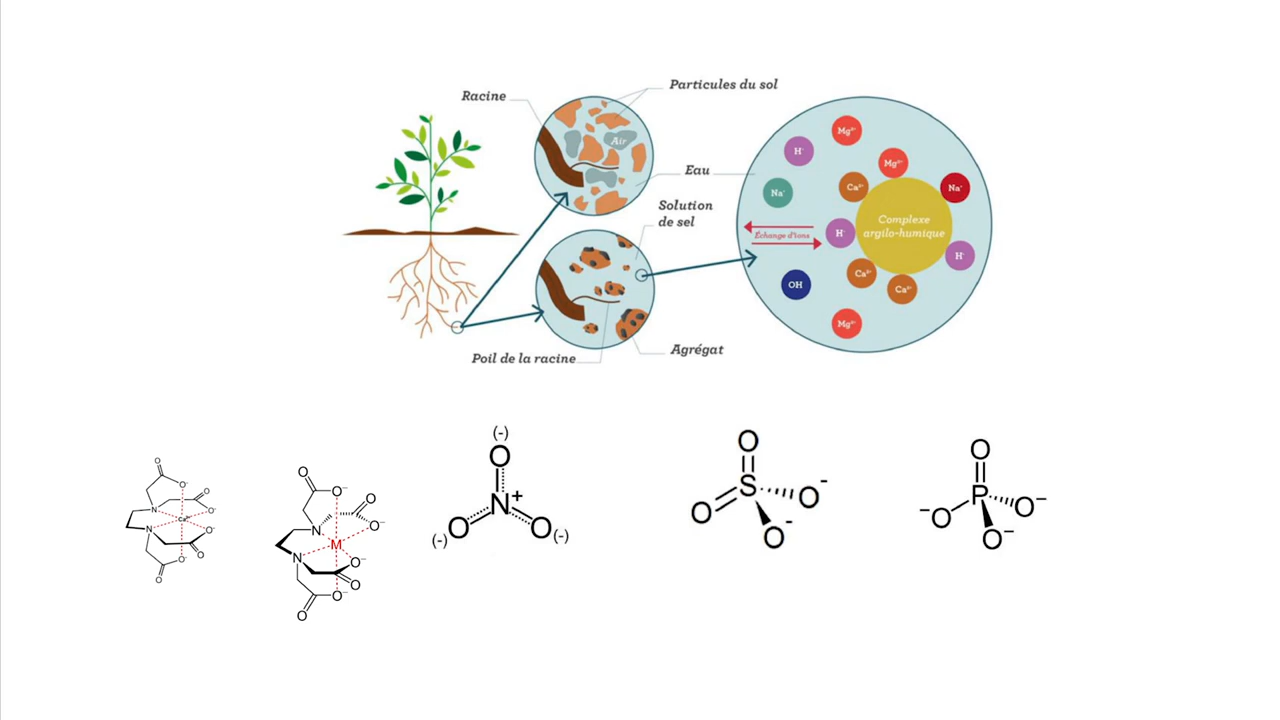 Particules du sol
Racine
Air
Eau
Solution
de sel
Poil de la racine
Agrégat
Mg²⁺
H⁺
Mg²⁺
Na⁺
Ca²⁺
Na⁺
Complexe
argilo-humique
Échange d'ions
H⁺
H⁺
Ca²⁺
OH
Ca²⁺
Mg²⁺
O
O⁻
O
N
O⁻
Ca²⁺
N
O⁻
O
O⁻
O
O
O⁻
O
N
O⁻
M
N
O⁻
O
O⁻
O
(-)
O
N⁺
O
O
(-)
(-)
O
S
O
O⁻
O⁻
O
P
⁻O
O⁻
O⁻